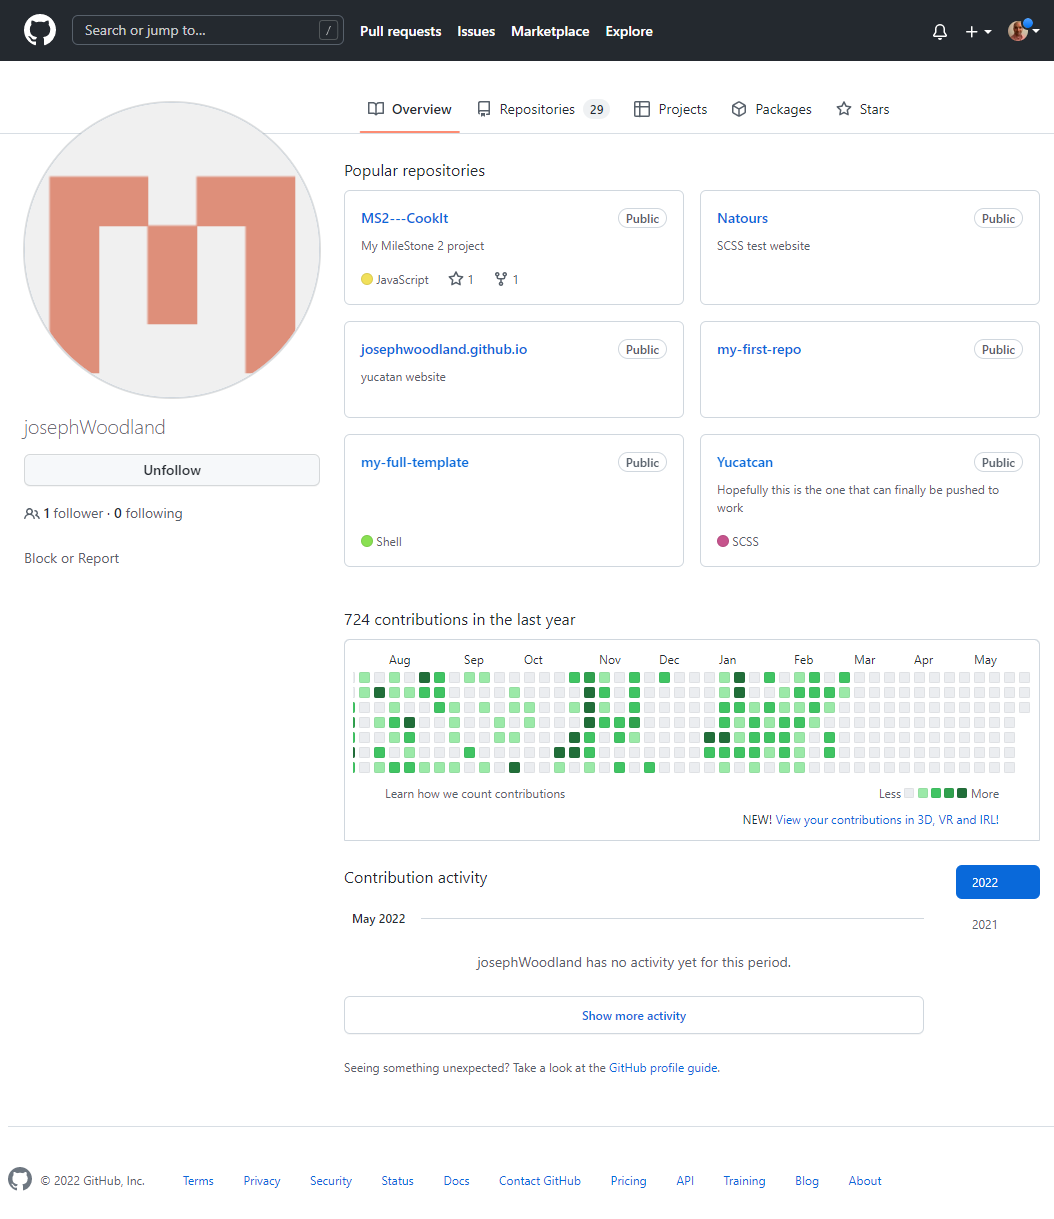 Search or jump to... / Pull requests Issues Marketplace Explore
Overview Repositories 29 Projects Packages Stars
josephWoodland
Unfollow
1 follower · 0 following
Block or Report
Popular repositories
MS2---CookIt Public
My MileStone 2 project
JavaScript 1 1
Natours Public
SCSS test website
josephwoodland.github.io Public
yucatan website
my-first-repo Public
my-full-template Public
Shell
Yucatcan Public
Hopefully this is the one that can finally be pushed to
work
SCSS
724 contributions in the last year
Aug Sep Oct Nov Dec Jan Feb Mar Apr May
Learn how we count contributions
Less More
NEW! View your contributions in 3D, VR and IRL!
Contribution activity
2022
2021
May 2022
josephWoodland has no activity yet for this period.
Show more activity
Seeing something unexpected? Take a look at the GitHub profile guide.
© 2022 GitHub, Inc. Terms Privacy Security Status Docs Contact GitHub Pricing API Training Blog About